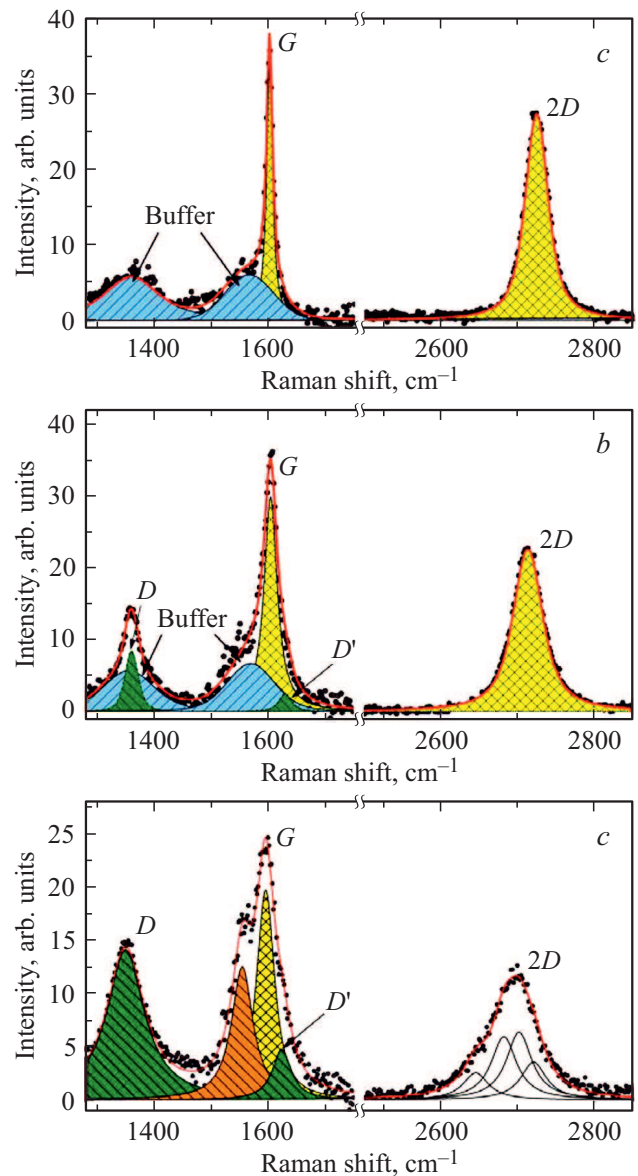 40
G
c
2D
30
20
Buffer
10
0
Intensity, arb. units
1400 1600 2600 2800
Raman shift, cm–1
40
G
b
30
2D
20
D
Buffer
10
D'
0
Intensity, arb. units
1400 1600 2600 2800
Raman shift, cm–1
25
G
c
20
D
15
2D
10
D'
5
0
Intensity, arb. units
1400 1600 2600 2800
Raman shift, cm–1